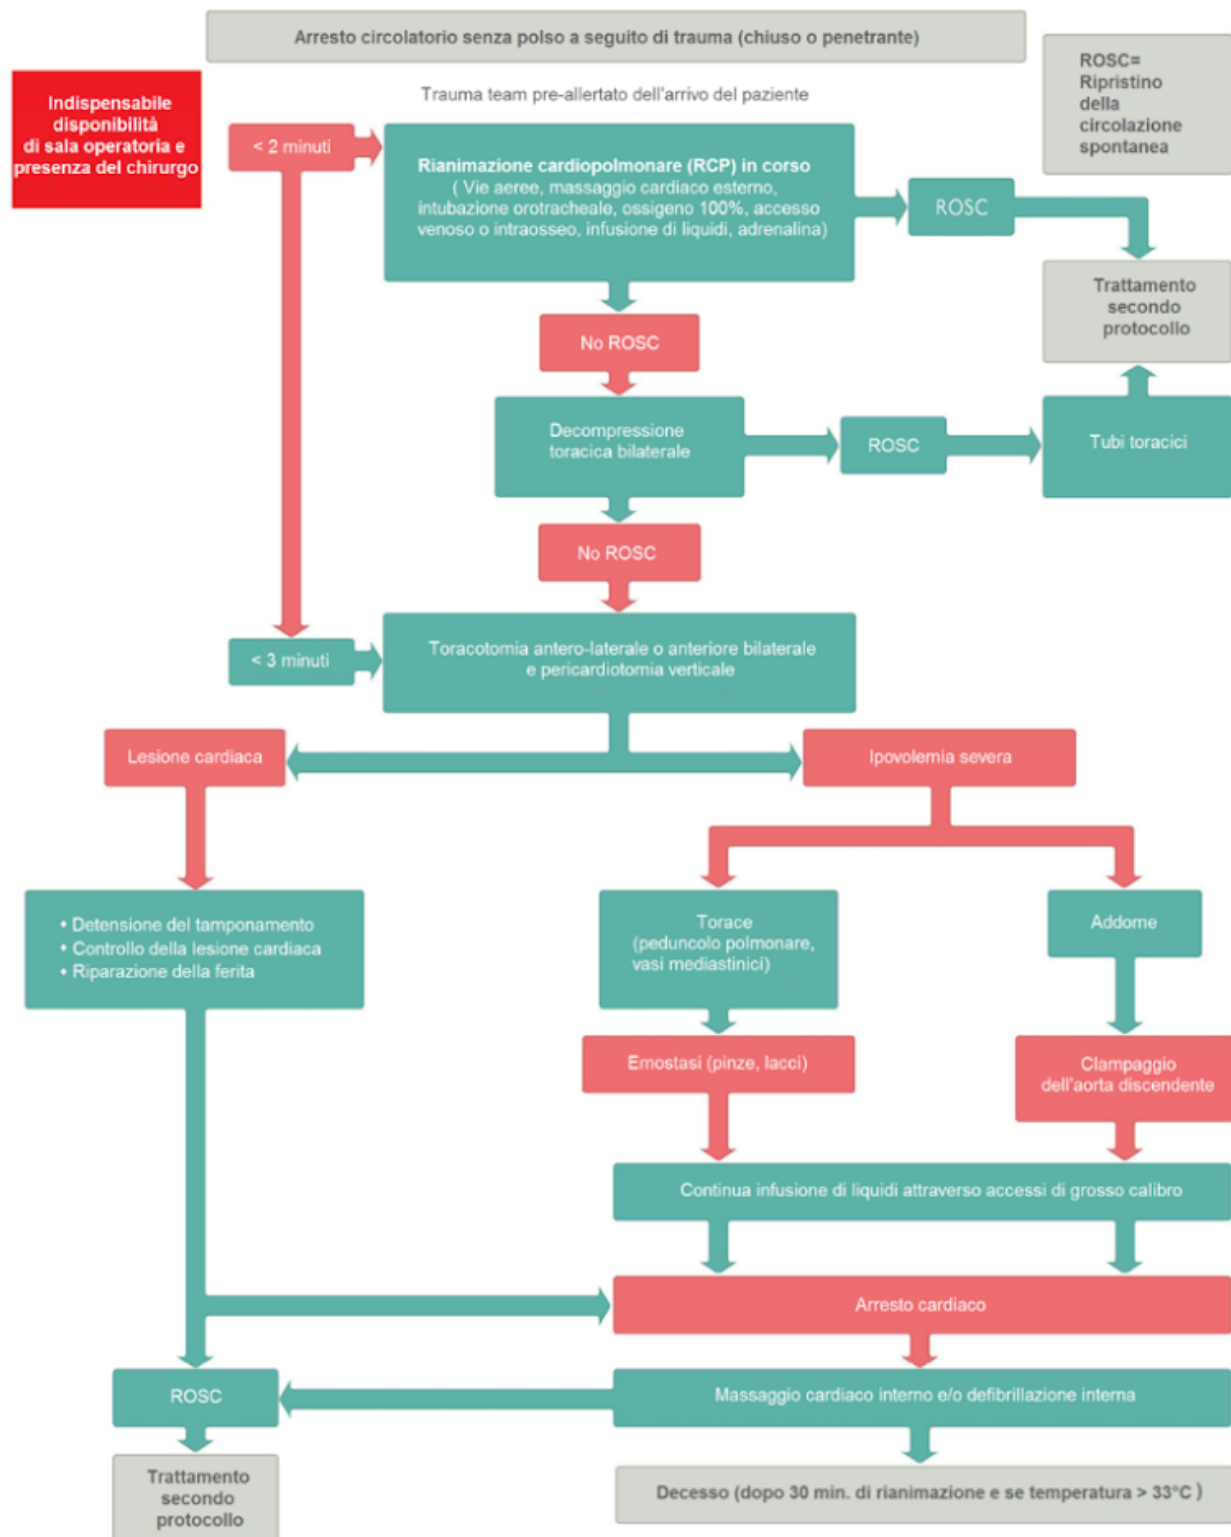 Arresto circolatorio senza polso a seguito di trauma (chiuso o penetrante)
ROSC=
Ripristino
della
circolazione
spontanea
Indispensabile
disponibilità
di sala operatoria e
presenza del chirurgo
Trauma team pre-allertato dell'arrivo del paziente
< 2 minuti
Rianimazione cardiopolmonare (RCP) in corso
( Vie aeree, massaggio cardiaco esterno,
intubazione orotracheale, ossigeno 100%, accesso
venoso o intraosseo, infusione di liquidi, adrenalina)
ROSC
Trattamento
secondo
protocollo
No ROSC
Decompressione
toracica bilaterale
ROSC
Tubi toracici
No ROSC
< 3 minuti
Toracotomia antero-laterale o anteriore bilaterale
e pericardiotomia verticale
Lesione cardiaca
Ipovolemia severa
• Detensione del tamponamento
• Controllo della lesione cardiaca
• Riparazione della ferita
Torace
(peduncolo polmonare,
vasi mediastinici)
Addome
Emostasi (pinze, lacci)
Clampaggio
dell'aorta discendente
Continua infusione di liquidi attraverso accessi di grosso calibro
Arresto cardiaco
ROSC
Massaggio cardiaco interno e/o defibrillazione interna
Trattamento
secondo
protocollo
Decesso (dopo 30 min. di rianimazione e se temperatura > 33°C )